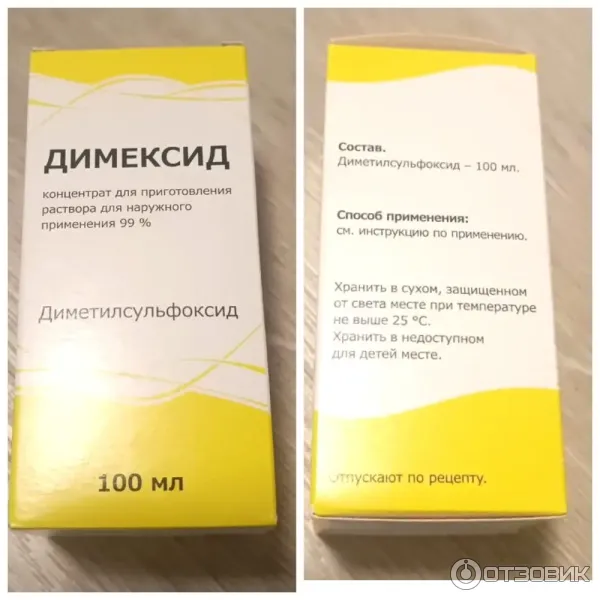 ДИМЕКСИД
концентрат для приготовления
раствора для наружного
применения 99 %
Диметилсульфоксид
100 мл
Состав.
Диметилсульфоксид – 100 мл.
Способ применения:
см. инструкцию по применению.
Хранить в сухом, защищенном
от света месте при температуре
не выше 25 °C.
Хранить в недоступном
для детей месте.
Отпускают по рецепту.
ОТЗОВИК